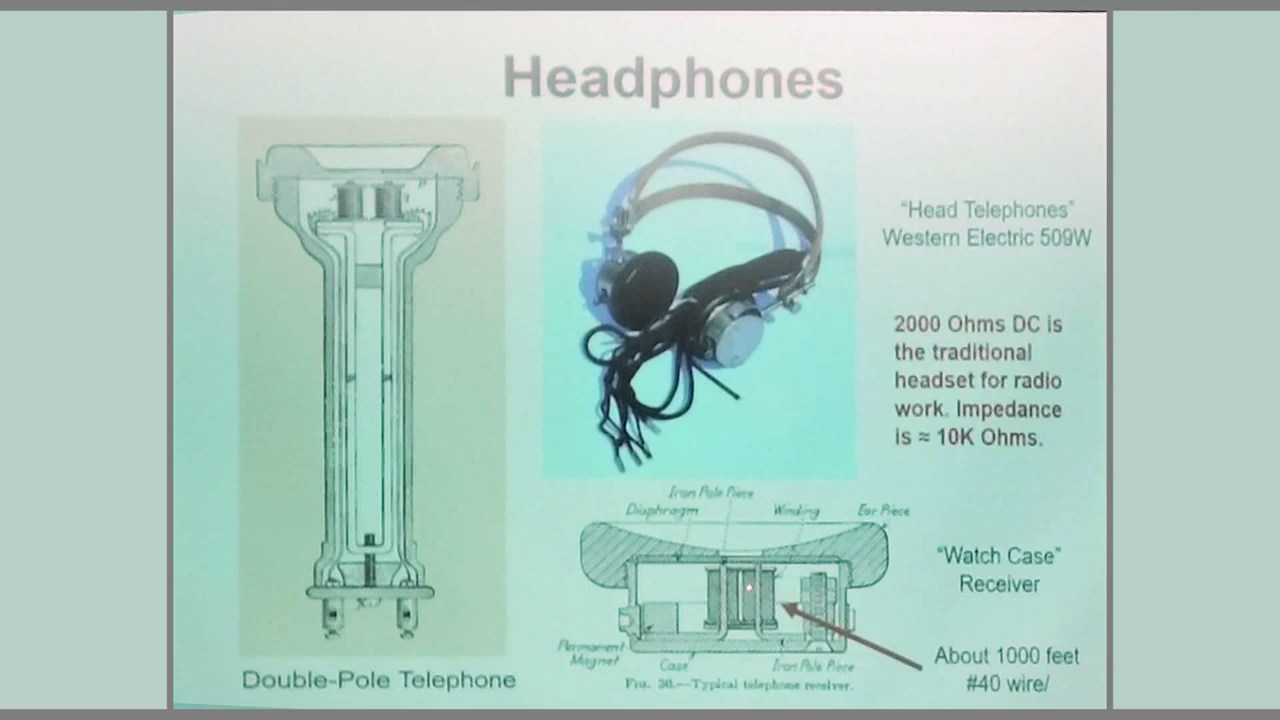 Headphones
"Head Telephones"
Western Electric 509W
2000 Ohms DC is
the traditional
headset for radio
work. Impedance
is ≈ 10K Ohms.
Iron Pole Piece
Diaphragm
Winding
Ear Piece
"Watch Case"
Receiver
Permanent
Magnet
Case
Iron Pole Piece
Fig. 30.—Typical telephone receiver.
About 1000 feet
#40 wire/
Double-Pole Telephone